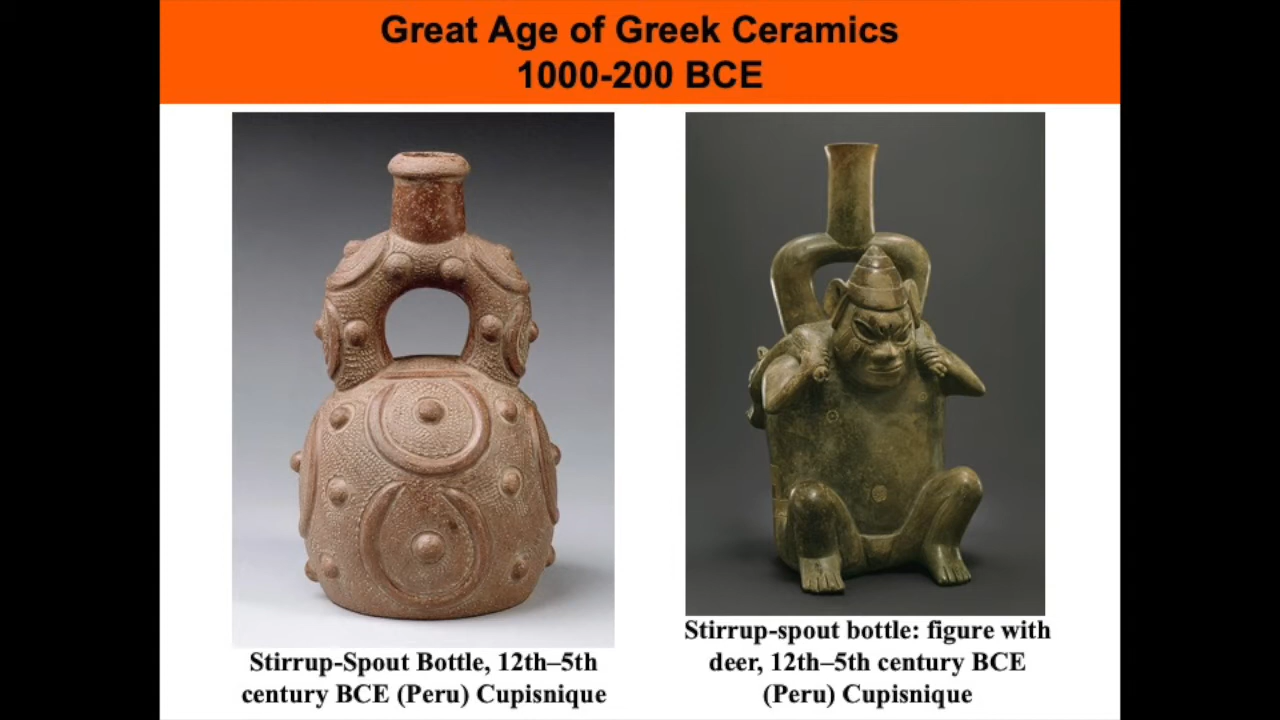 Great Age of Greek Ceramics
1000-200 BCE
Stirrup-Spout Bottle, 12th–5th
century BCE (Peru) Cupisnique
Stirrup-spout bottle: figure with
deer, 12th–5th century BCE
(Peru) Cupisnique